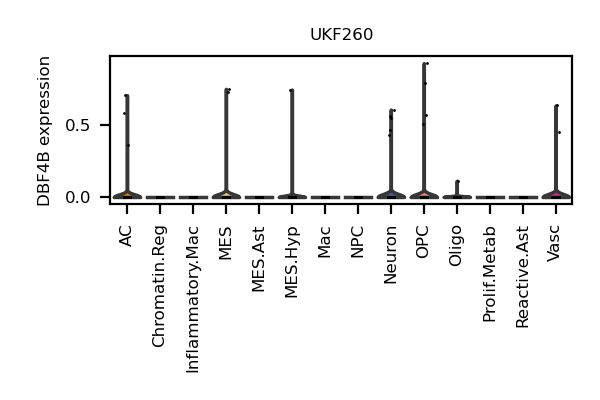 UKF260
DBF4B expression
0.5
0.0
AC
Chromatin.Reg
Inflammatory.Mac
MES
MES.Ast
MES.Hyp
Mac
NPC
Neuron
OPC
Oligo
Prolif.Metab
Reactive.Ast
Vasc